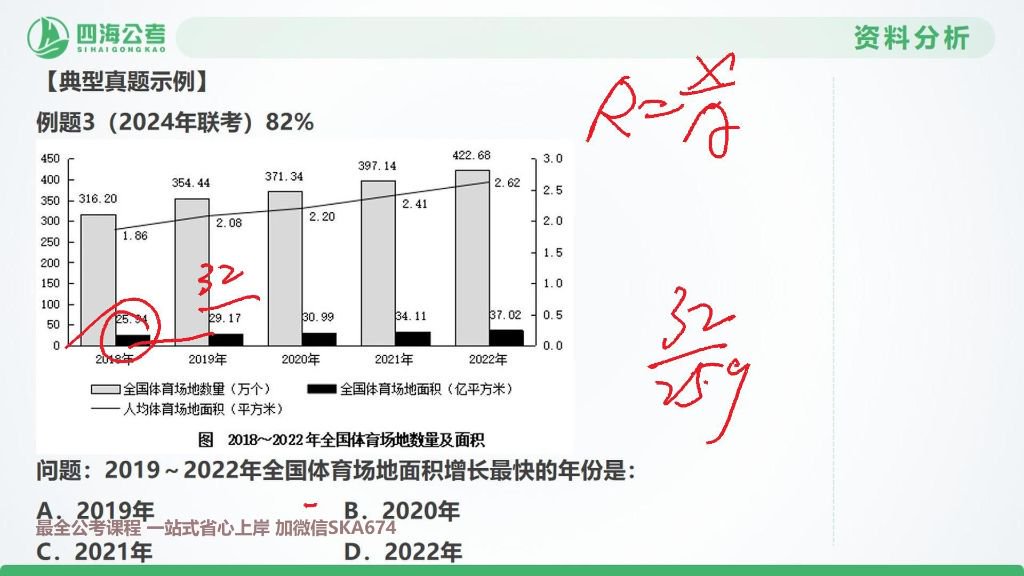 四海公考
SIHAIGONGKAO
资料分析
【典型真题示例】
例题3（2024年联考）82%
R=X/A
450 400 350 300 250 200 150 100 50 0
3.0 2.5 2.0 1.5 1.0 0.5 0.0
316.20 354.44 371.34 397.14 422.68
1.86 2.08 2.20 2.41 2.62
32
25.94 29.17 30.99 34.11 37.02
2018年 2019年 2020年 2021年 2022年
32
25.9
全国体育场地数量（万个） 全国体育场地面积（亿平方米）
人均体育场地面积（平方米）
图 2018～2022年全国体育场地数量及面积
问题：2019～2022年全国体育场地面积增长最快的年份是：
A．2019年 B．2020年
最全公考课程 一站式省心上岸 加微信SKA674
C．2021年 D．2022年